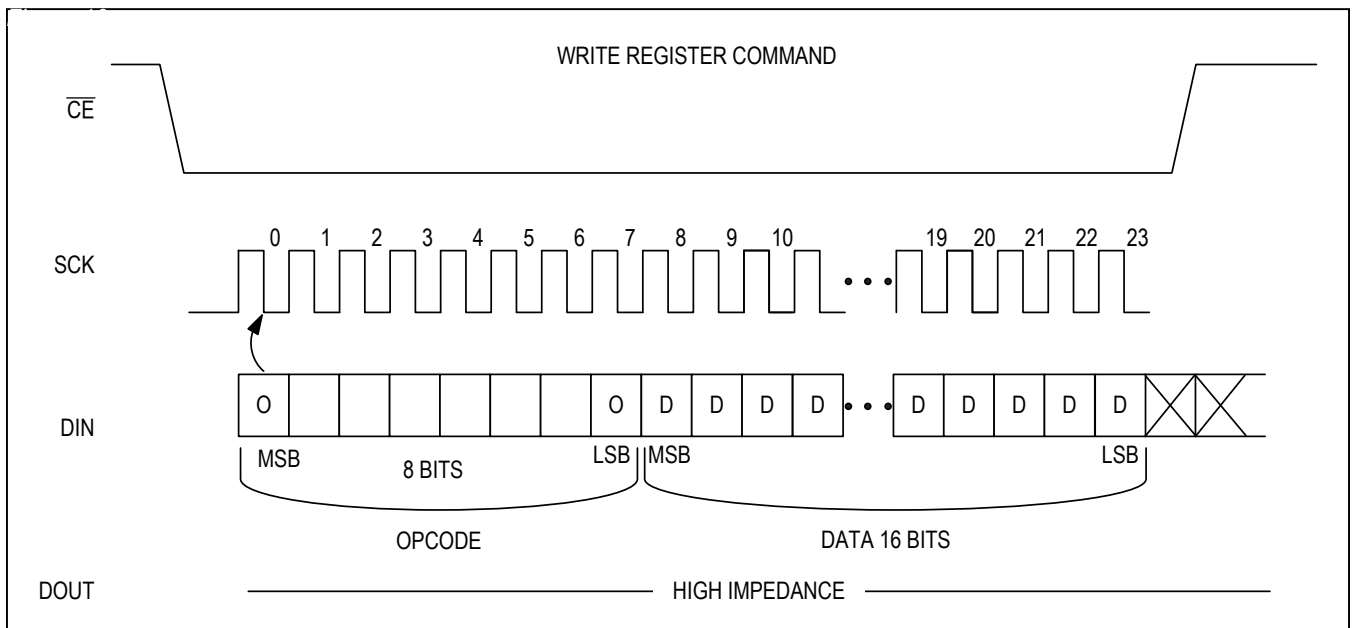 WRITE REGISTER COMMAND
CE
SCK 0 1 2 3 4 5 6 7 8 9 10 • • • 19 20 21 22 23
DIN O O D D D D • • • D D D D D
MSB 8 BITS LSB MSB LSB
OPCODE DATA 16 BITS
DOUT HIGH IMPEDANCE